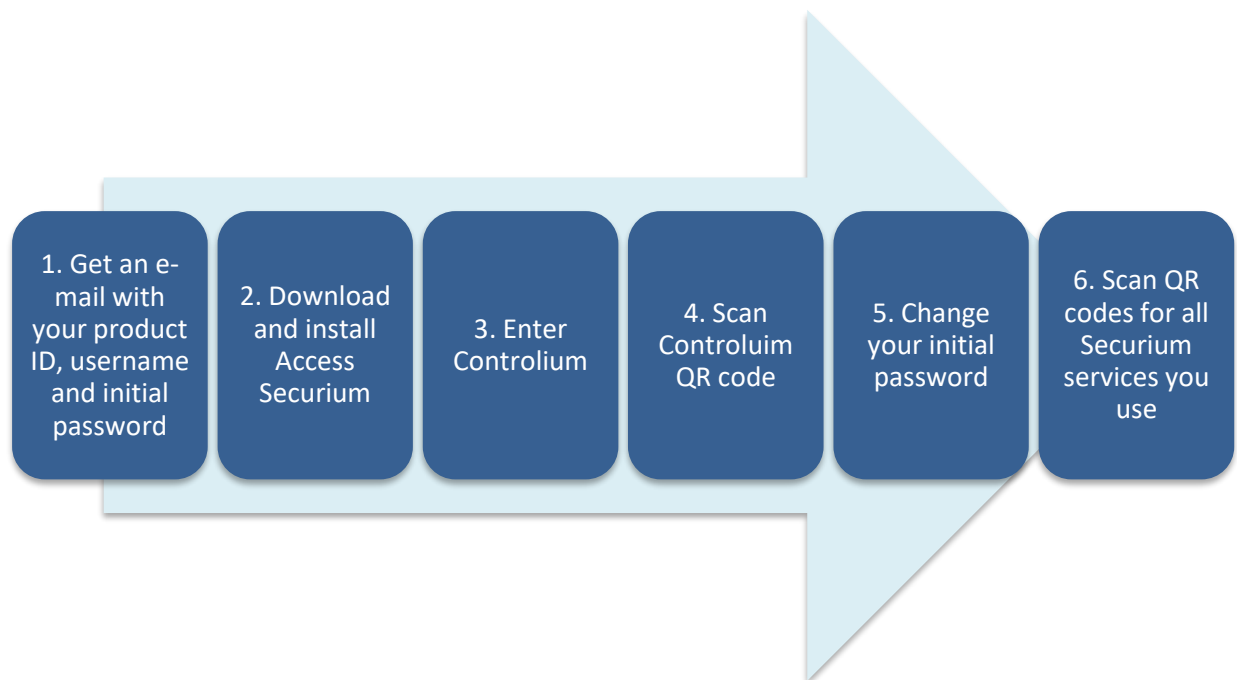 1. Get an e-
mail with
your product
ID, username
and initial
password
2. Download
and install
Access
Securium
3. Enter
Controlium
4. Scan
Controluim
QR code
5. Change
your initial
password
6. Scan QR
codes for all
Securium
services you
use